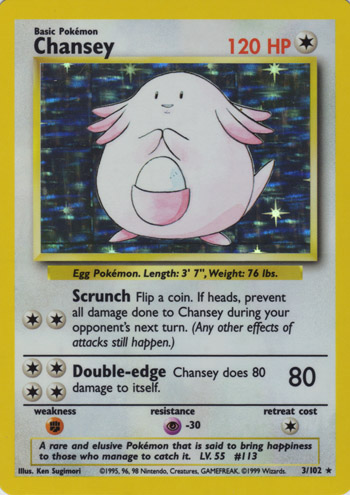 Basic Pokémon
Chansey 120 HP
Egg Pokémon. Length: 3' 7", Weight: 76 lbs.
Scrunch Flip a coin. If heads, prevent
all damage done to Chansey during your
opponent's next turn. (Any other effects of
attacks still happen.)
Double-edge Chansey does 80
damage to itself.
80
weakness resistance retreat cost
-30
A rare and elusive Pokémon that is said to bring happiness
to those who manage to catch it. LV. 55 #113
Illus. Ken Sugimori ©1995, 96, 98 Nintendo, Creatures, GAMEFREAK. ©1999 Wizards. 3/102 ★